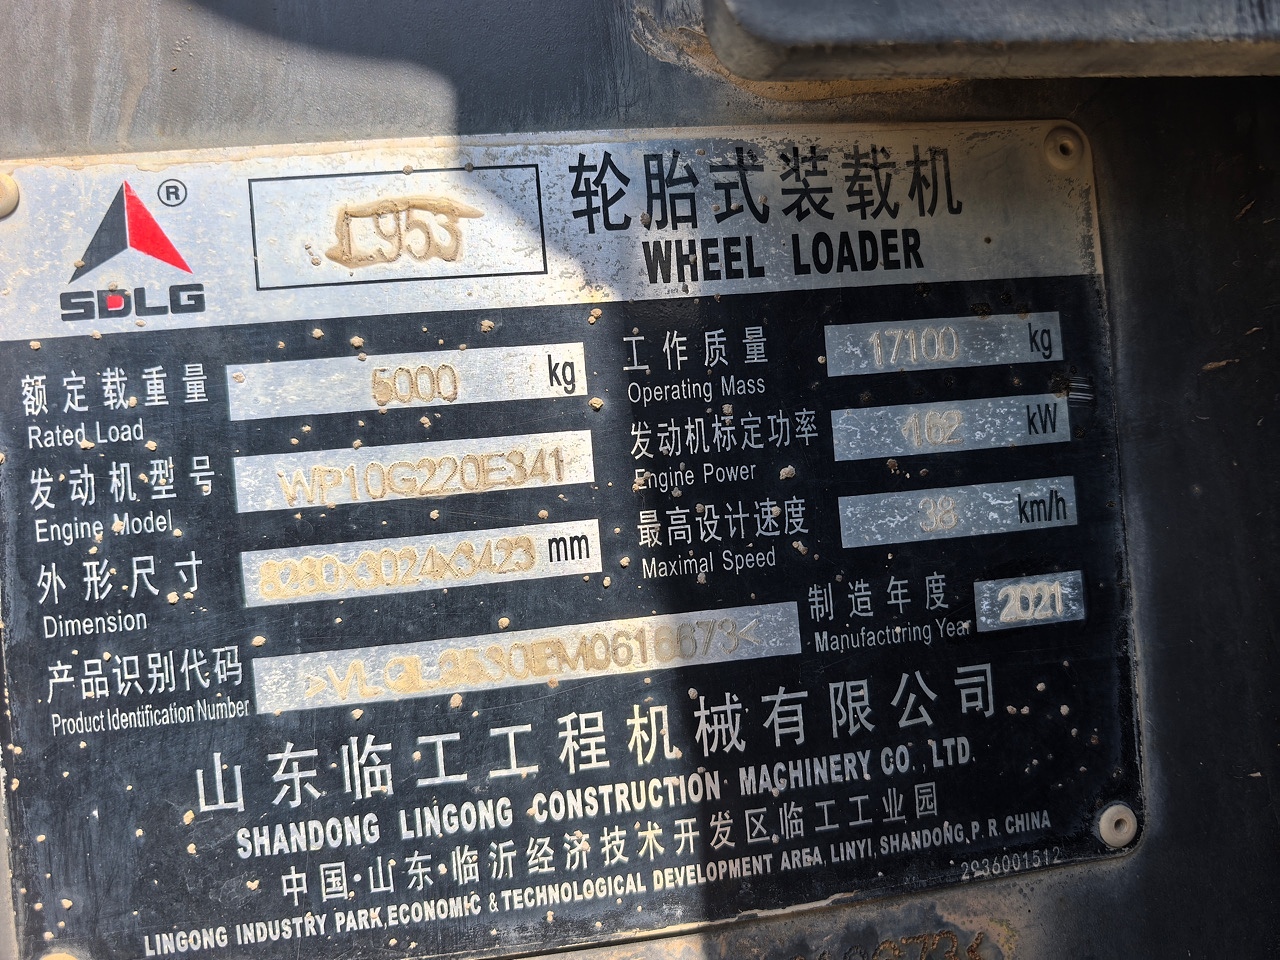 ®
SDLG
L953
轮胎式装载机
WHEEL LOADER
额定载重量 5000 kg
Rated Load
工作质量 17100 kg
Operating Mass
发动机型号 WP10G220E341
Engine Model
发动机标定功率 162 kW
Engine Power
外形尺寸 8280x3024x3423 mm
Dimension
最高设计速度 38 km/h
Maximal Speed
产品识别代码
Product Identification Number
制造年度 2021
Manufacturing Year
山东临工工程机械有限公司
SHANDONG LINGONG CONSTRUCTION MACHINERY CO., LTD.
中国·山东·临沂经济技术开发区临工工业园
LINGONG INDUSTRY PARK,ECONOMIC & TECHNOLOGICAL DEVELOPMENT AREA, LINYI, SHANDONG, P. R. CHINA
2936001512